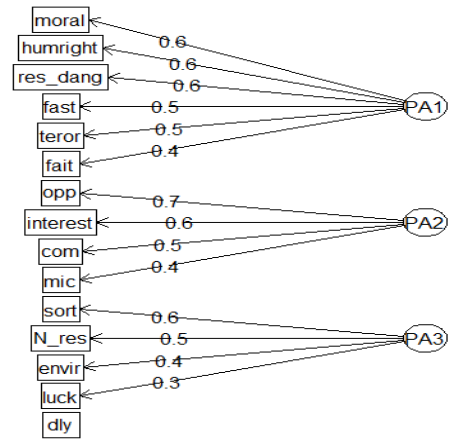 moral
0.6
humright
0.6
res_dang
0.6
fast
0.5
PA1
teror
0.5
fait
0.4
opp
0.7
interest
0.6
PA2
com
0.5
mic
0.4
sort
0.6
N_res
0.5
PA3
envir
0.4
luck
0.3
dly